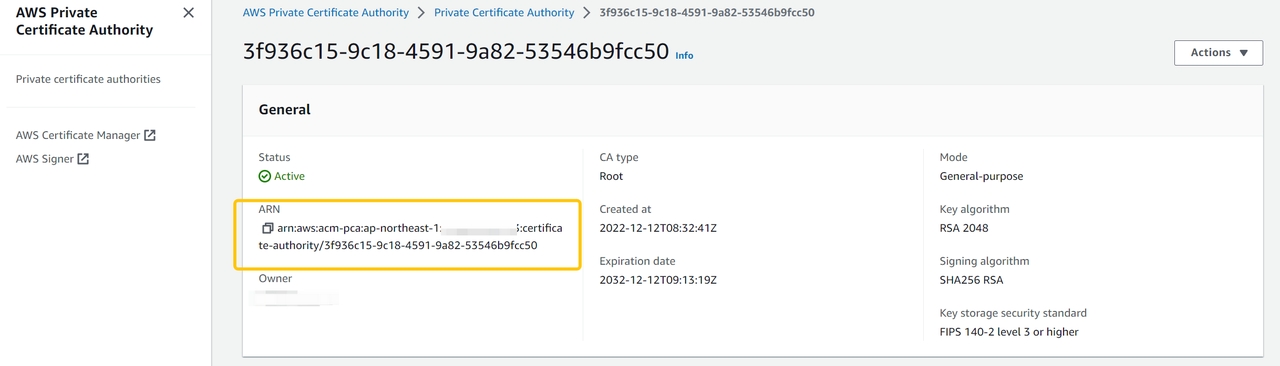 AWS Private
Certificate Authority
Private certificate authorities
AWS Certificate Manager
AWS Signer
AWS Private Certificate Authority > Private Certificate Authority > 3f936c15-9c18-4591-9a82-53546b9fcc50
3f936c15-9c18-4591-9a82-53546b9fcc50 Info
Actions
General
Status
Active
ARN
arn:aws:acm-pca:ap-northeast-1: :certifica
te-authority/3f936c15-9c18-4591-9a82-53546b9fcc50
Owner
CA type
Root
Created at
2022-12-12T08:32:41Z
Expiration date
2032-12-12T09:13:19Z
Mode
General-purpose
Key algorithm
RSA 2048
Signing algorithm
SHA256 RSA
Key storage security standard
FIPS 140-2 level 3 or higher